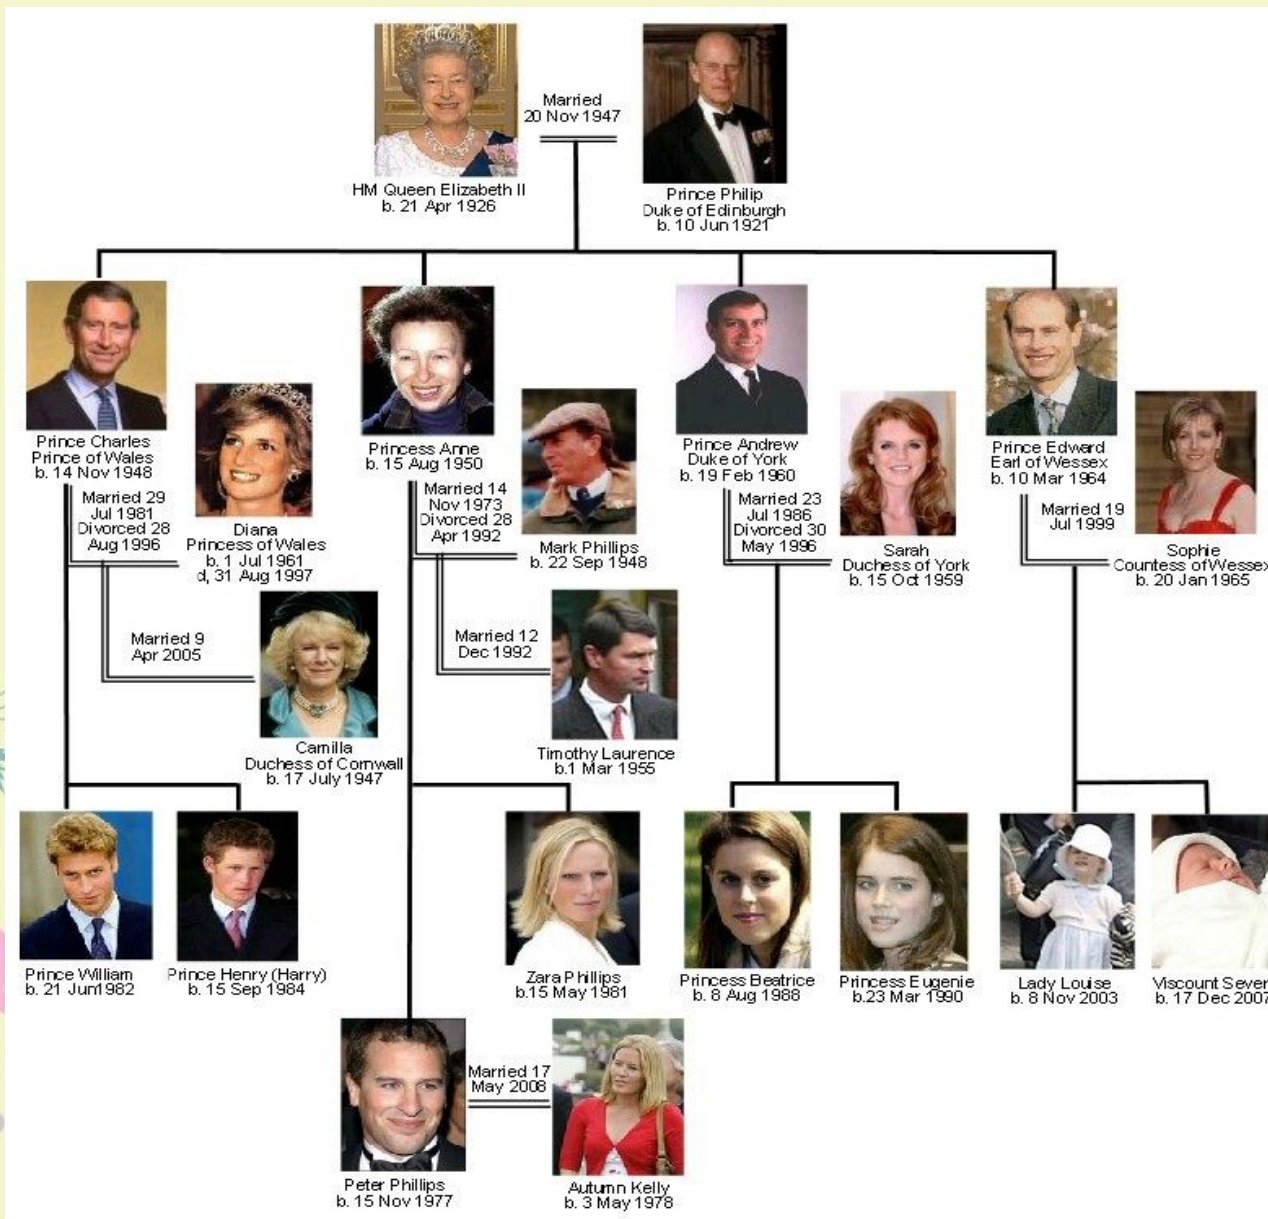 Married
20 Nov 1947
HM Queen Elizabeth II
b. 21 Apr 1926
Prince Philip
Duke of Edinburgh
b. 10 Jun 1921
Prince Charles
Prince of Wales
b. 14 Nov 1948
Married 29
Jul 1981
Divorced 28
Aug 1996
Diana
Princess of Wales
b. 1 Jul 1961
d, 31 Aug 1997
Married 9
Apr 2005
Camilla
Duchess of Cornwall
b. 17 July 1947
Princess Anne
b. 15 Aug 1950
Married 14
Nov 1973
Divorced 28
Apr 1992
Mark Phillips
b. 22 Sep 1948
Married 12
Dec 1992
Timothy Laurence
b.1 Mar 1955
Prince Andrew
Duke of York
b. 19 Feb 1960
Married 23
Jul 1986
Divorced 30
May 1996
Sarah
Duchess of York
b. 15 Oct 1959
Prince Edward
Earl of Wessex
b. 10 Mar 1964
Married 19
Jul 1999
Sophie
Countess of Wessex
b. 20 Jan 1965
Prince William
b. 21 Jun1982
Prince Henry (Harry)
b. 15 Sep 1984
Zara Phillips
b.15 May 1981
Princess Beatrice
b. 8 Aug 1988
Princess Eugenie
b.23 Mar 1990
Lady Louise
b. 8 Nov 2003
Viscount Sever
b. 17 Dec 2007
Married 17
May 2008
Peter Phillips
b. 15 Nov 1977
Autumn Kelly
b. 3 May 1978